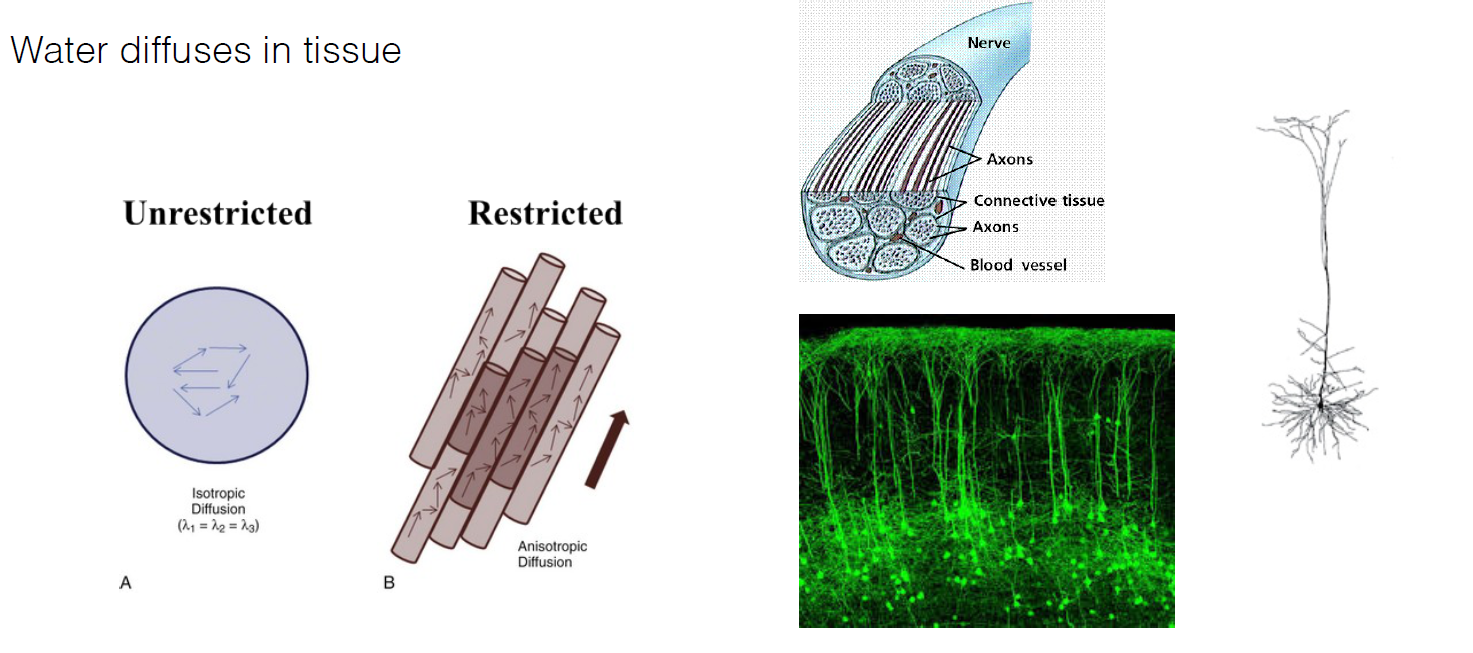 Water diffuses in tissue
Unrestricted
Isotropic
Diffusion
(λ1 = λ2 = λ3)
A
Restricted
Anisotropic
Diffusion
B
Nerve
Axons
Connective tissue
Axons
Blood vessel